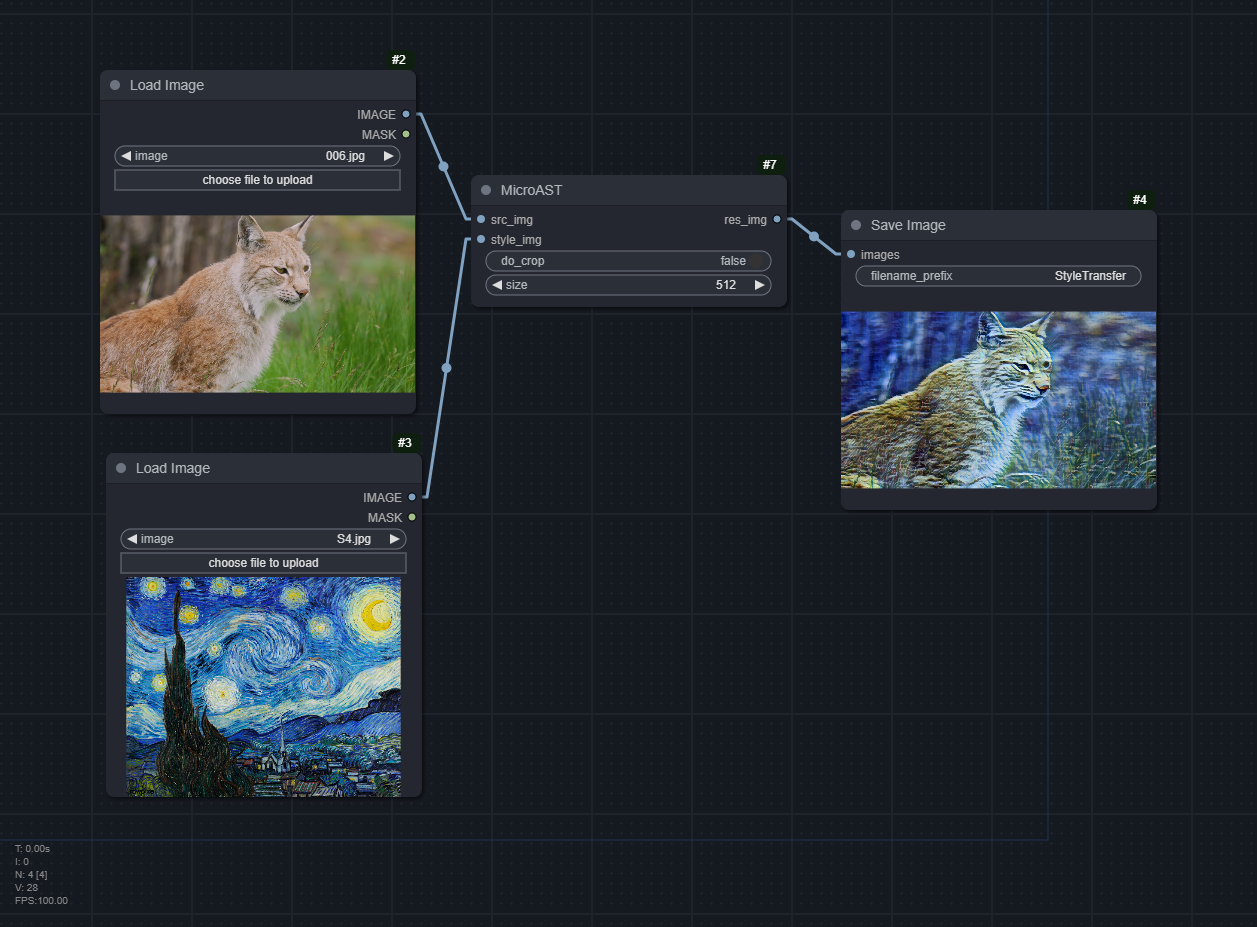 #2
Load Image
IMAGE
MASK
image 006.jpg
choose file to upload
#7
MicroAST
src_img res_img
style_img
do_crop false
size 512
#4
Save Image
images
filename_prefix StyleTransfer
#3
Load Image
IMAGE
MASK
image S4.jpg
choose file to upload
T: 0.00s
I: 0
N: 4 [4]
V: 28
FPS:100.00